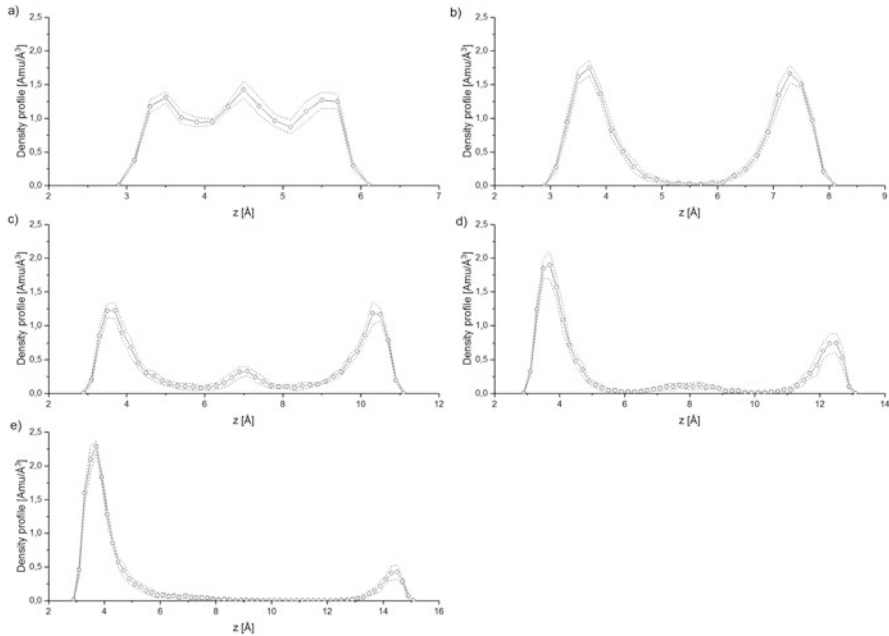 a)
Density profile [Amu/Å³]
2,5
2,0
1,5
1,0
0,5
0,0
2 3 4 5 6 7
z [Å]
b)
Density profile [Amu/Å³]
2,5
2,0
1,5
1,0
0,5
0,0
2 3 4 5 6 7 8 9
z [Å]
c)
Density profile [Amu/Å³]
2,5
2,0
1,5
1,0
0,5
0,0
2 4 6 8 10 12
z [Å]
d)
Density profile [Amu/Å³]
2,5
2,0
1,5
1,0
0,5
0,0
2 4 6 8 10 12 14
z [Å]
e)
Density profile [Amu/Å³]
2,5
2,0
1,5
1,0
0,5
0,0
2 4 6 8 10 12 14 16
z [Å]